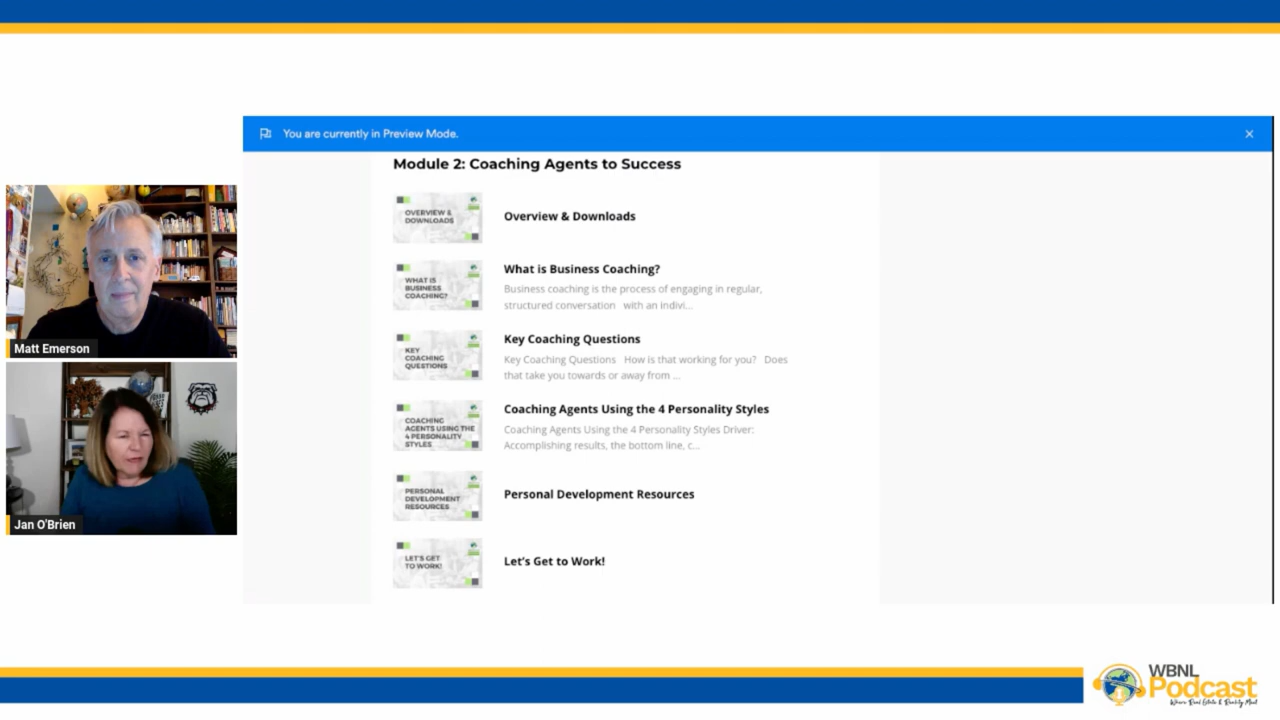 You are currently in Preview Mode.
Module 2: Coaching Agents to Success
OVERVIEW &
DOWNLOADS
Overview & Downloads
WHAT IS
BUSINESS
COACHING?
What is Business Coaching?
Business coaching is the process of engaging in regular,
structured conversation with an indivi...
KEY
COACHING
QUESTIONS
Key Coaching Questions
Key Coaching Questions How is that working for you? Does
that take you towards or away from ...
COACHING
AGENTS USING THE
4 PERSONALITY
STYLES
Coaching Agents Using the 4 Personality Styles
Coaching Agents Using the 4 Personality Styles Driver:
Accomplishing results, the bottom line, c...
PERSONAL
DEVELOPMENT
RESOURCES
Personal Development Resources
LET'S GET
TO WORK!
Let's Get to Work!
Matt Emerson
Jan O'Brien
WBNL
Podcast
Where Real Estate & Reality Meet